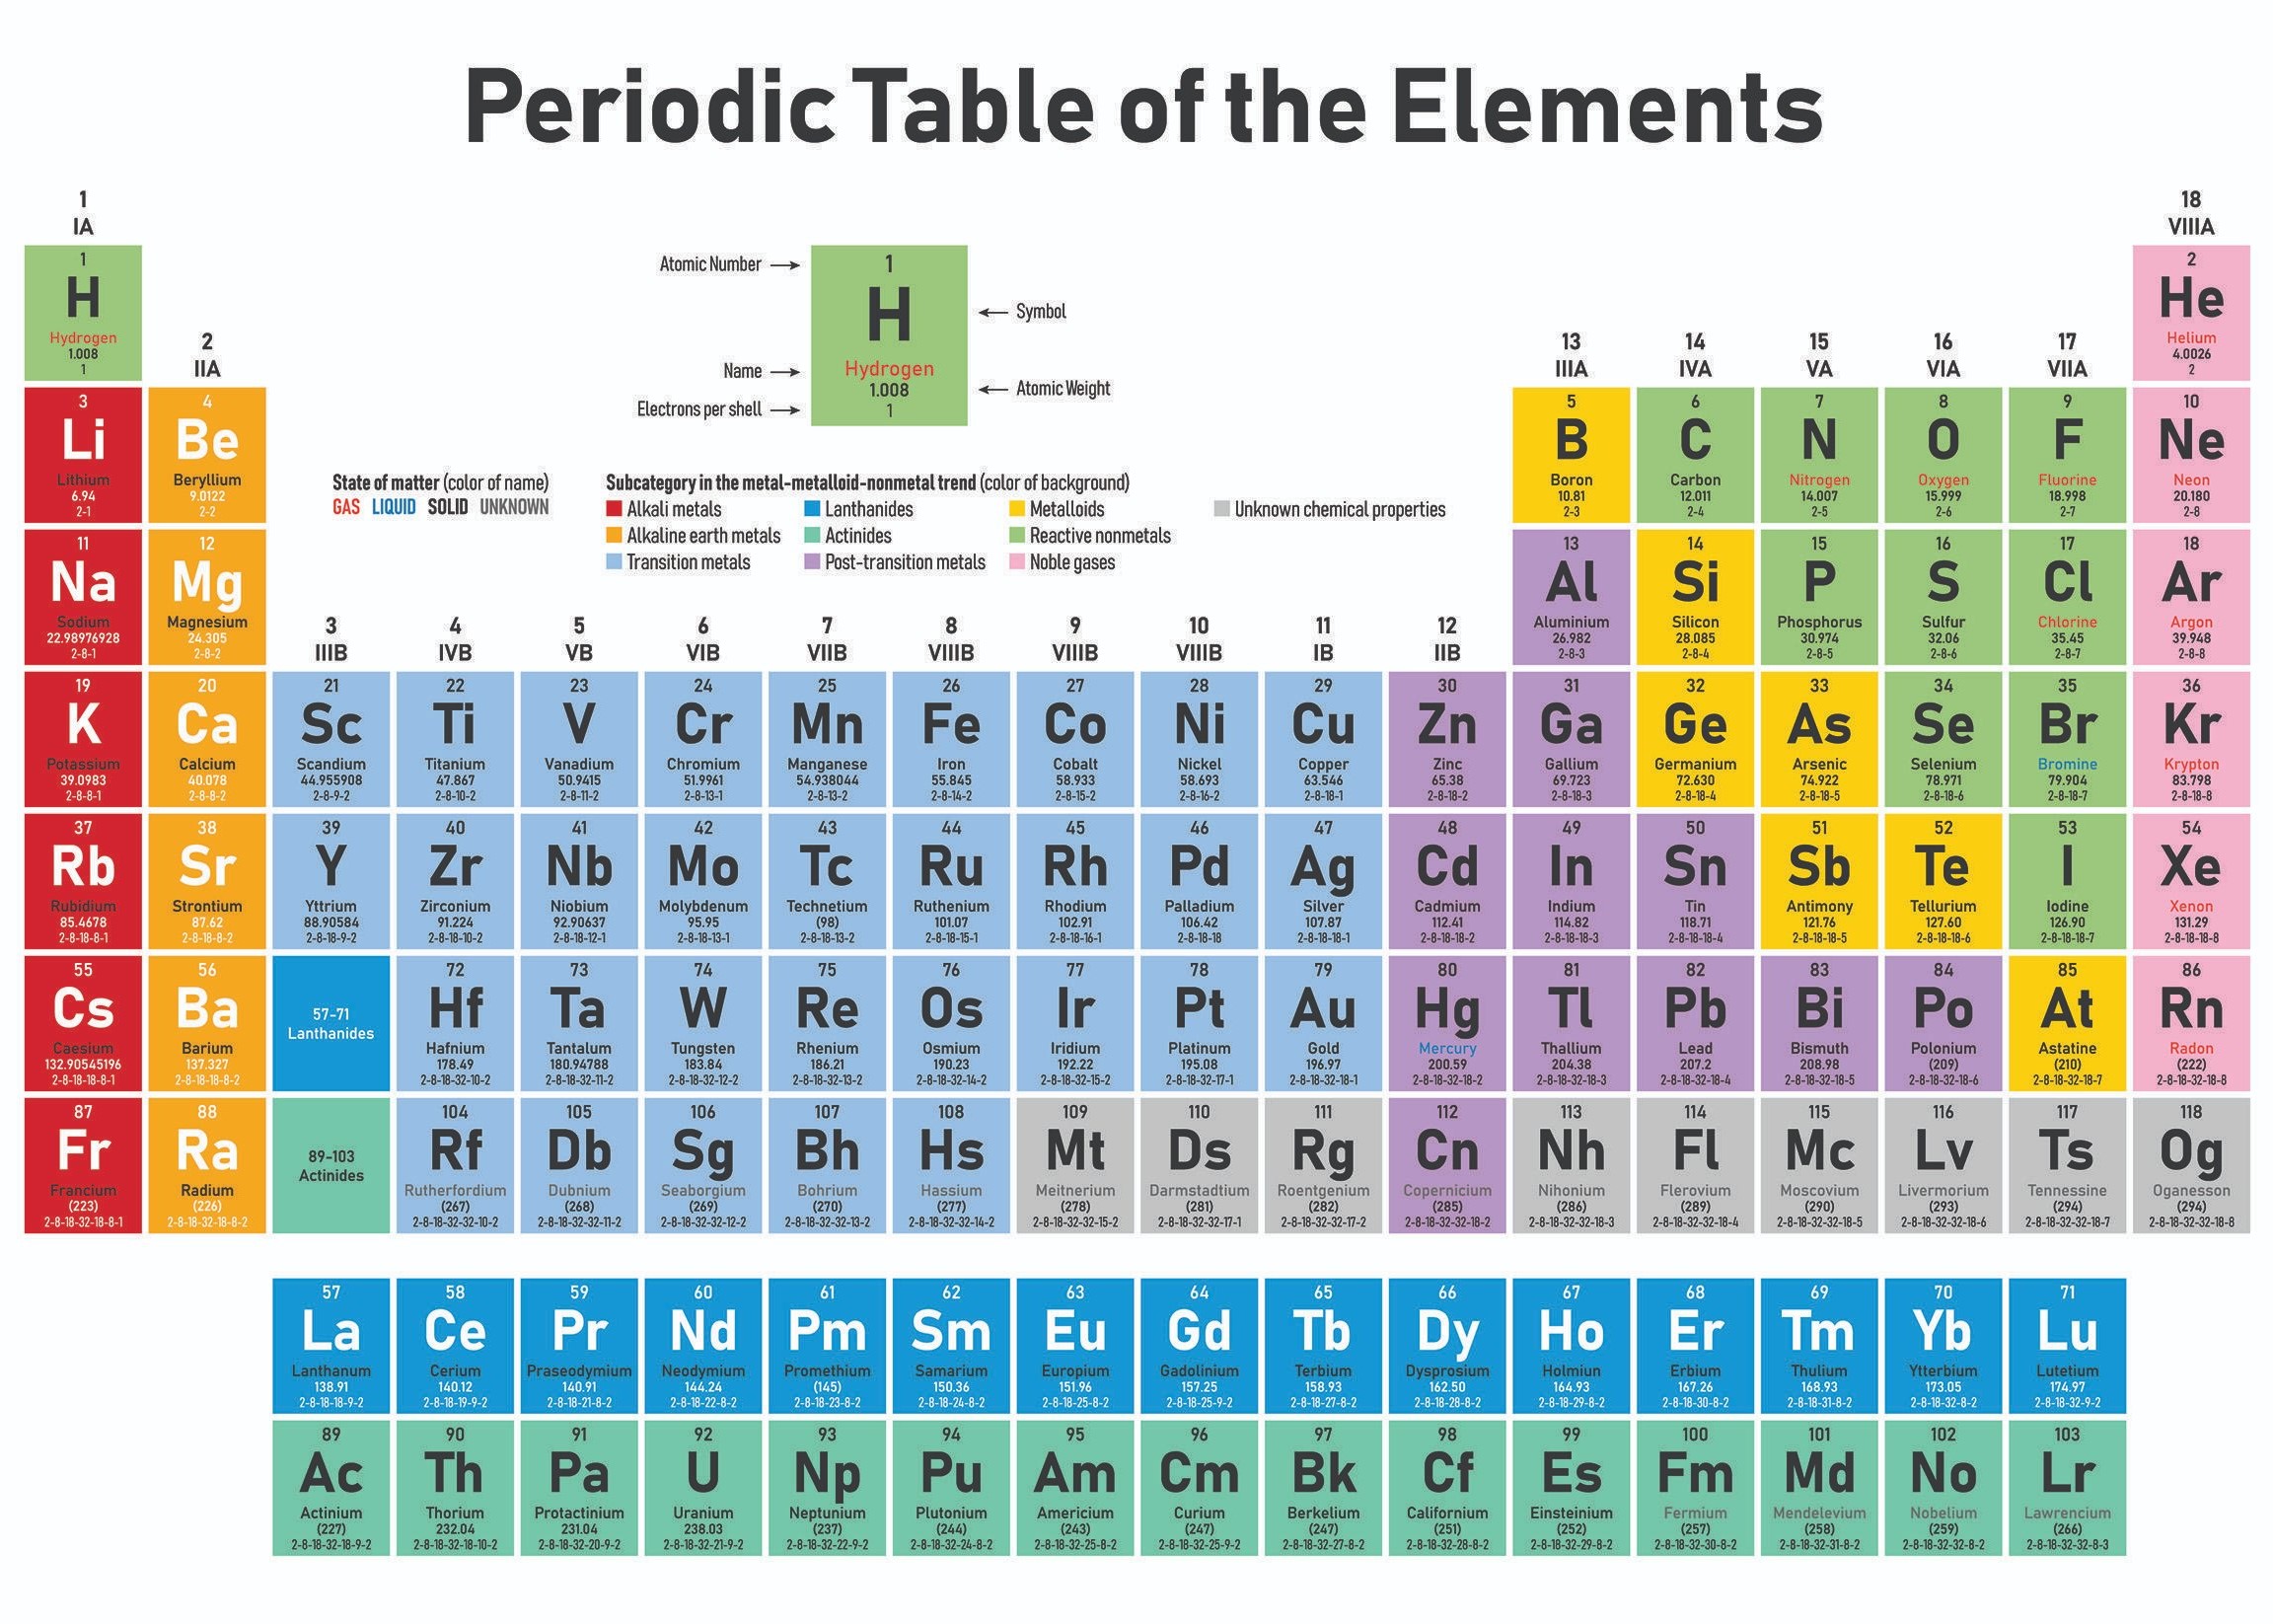 Periodic Table of the Elements
1
IA
18
VIIIA
1
H
Hydrogen
1.008
1
2
He
Helium
4.0026
2
Atomic Number
Name
Electrons per shell
1
H
Hydrogen
1.008
1
Symbol
Atomic Weight
2
IIA
13
IIIA
14
IVA
15
VA
16
VIA
17
VIIA
3
Li
Lithium
6.94
2-1
4
Be
Beryllium
9.0122
2-2
State of matter (color of name)
GAS LIQUID SOLID UNKNOWN
Subcategory in the metal-metalloid-nonmetal trend (color of background)
Alkali metals
Alkaline earth metals
Transition metals
Lanthanides
Actinides
Post-transition metals
Metalloids
Reactive nonmetals
Noble gases
Unknown chemical properties
5
B
Boron
10.81
2-3
6
C
Carbon
12.011
2-4
7
N
Nitrogen
14.007
2-5
8
O
Oxygen
15.999
2-6
9
F
Fluorine
18.998
2-7
10
Ne
Neon
20.180
2-8
11
Na
Sodium
22.98976928
2-8-1
12
Mg
Magnesium
24.305
2-8-2
13
Al
Aluminium
26.982
2-8-3
14
Si
Silicon
28.085
2-8-4
15
P
Phosphorus
30.974
2-8-5
16
S
Sulfur
32.06
2-8-6
17
Cl
Chlorine
35.45
2-8-7
18
Ar
Argon
39.948
2-8-8
3
IIIB
4
IVB
5
VB
6
VIB
7
VIIB
8
VIIIB
9
VIIIB
10
VIIIB
11
IB
12
IIB
19
K
Potassium
39.0983
2-8-8-1
20
Ca
Calcium
40.078
2-8-8-2
21
Sc
Scandium
44.955908
2-8-9-2
22
Ti
Titanium
47.867
2-8-10-2
23
V
Vanadium
50.9415
2-8-11-2
24
Cr
Chromium
51.9961
2-8-13-1
25
Mn
Manganese
54.938044
2-8-13-2
26
Fe
Iron
55.845
2-8-14-2
27
Co
Cobalt
58.933
2-8-15-2
28
Ni
Nickel
58.693
2-8-16-2
29
Cu
Copper
63.546
2-8-18-1
30
Zn
Zinc
65.38
2-8-18-2
31
Ga
Gallium
69.723
2-8-18-3
32
Ge
Germanium
72.630
2-8-18-4
33
As
Arsenic
74.922
2-8-18-5
34
Se
Selenium
78.971
2-8-18-6
35
Br
Bromine
79.904
2-8-18-7
36
Kr
Krypton
83.798
2-8-18-8
37
Rb
Rubidium
85.4678
2-8-18-8-1
38
Sr
Strontium
87.62
2-8-18-8-2
39
Y
Yttrium
88.90584
2-8-18-9-2
40
Zr
Zirconium
91.224
2-8-18-10-2
41
Nb
Niobium
92.90637
2-8-18-12-1
42
Mo
Molybdenum
95.95
2-8-18-13-1
43
Tc
Technetium
(98)
2-8-18-13-2
44
Ru
Ruthenium
101.07
2-8-18-15-1
45
Rh
Rhodium
102.91
2-8-18-16-1
46
Pd
Palladium
106.42
2-8-18-18
47
Ag
Silver
107.87
2-8-18-18-1
48
Cd
Cadmium
112.41
2-8-18-18-2
49
In
Indium
114.82
2-8-18-18-3
50
Sn
Tin
118.71
2-8-18-18-4
51
Sb
Antimony
121.76
2-8-18-18-5
52
Te
Tellurium
127.60
2-8-18-18-6
53
I
Iodine
126.90
2-8-18-18-7
54
Xe
Xenon
131.29
2-8-18-18-8
55
Cs
Caesium
132.90545196
2-8-18-18-8-1
56
Ba
Barium
137.327
2-8-18-18-8-2
57-71
Lanthanides
72
Hf
Hafnium
178.49
2-8-18-32-10-2
73
Ta
Tantalum
180.94788
2-8-18-32-11-2
74
W
Tungsten
183.84
2-8-18-32-12-2
75
Re
Rhenium
186.21
2-8-18-32-13-2
76
Os
Osmium
190.23
2-8-18-32-14-2
77
Ir
Iridium
192.22
2-8-18-32-15-2
78
Pt
Platinum
195.08
2-8-18-32-17-1
79
Au
Gold
196.97
2-8-18-32-18-1
80
Hg
Mercury
200.59
2-8-18-32-18-2
81
Tl
Thallium
204.38
2-8-18-32-18-3
82
Pb
Lead
207.2
2-8-18-32-18-4
83
Bi
Bismuth
208.98
2-8-18-32-18-5
84
Po
Polonium
(209)
2-8-18-32-18-6
85
At
Astatine
(210)
2-8-18-32-18-7
86
Rn
Radon
(222)
2-8-18-32-18-8
87
Fr
Francium
(223)
2-8-18-32-18-8-1
88
Ra
Radium
(226)
2-8-18-32-18-8-2
89-103
Actinides
104
Rf
Rutherfordium
(267)
2-8-18-32-32-10-2
105
Db
Dubnium
(268)
2-8-18-32-32-11-2
106
Sg
Seaborgium
(269)
2-8-18-32-32-12-2
107
Bh
Bohrium
(270)
2-8-18-32-32-13-2
108
Hs
Hassium
(277)
2-8-18-32-32-14-2
109
Mt
Meitnerium
(278)
2-8-18-32-32-15-2
110
Ds
Darmstadtium
(281)
2-8-18-32-32-17-1
111
Rg
Roentgenium
(282)
2-8-18-32-32-17-2
112
Cn
Copernicium
(285)
2-8-18-32-32-18-2
113
Nh
Nihonium
(286)
2-8-18-32-32-18-3
114
Fl
Flerovium
(289)
2-8-18-32-32-18-4
115
Mc
Moscovium
(290)
2-8-18-32-32-18-5
116
Lv
Livermorium
(293)
2-8-18-32-32-18-6
117
Ts
Tennessine
(294)
2-8-18-32-32-18-7
118
Og
Oganesson
(294)
2-8-18-32-32-18-8
57
La
Lanthanum
138.91
2-8-18-18-9-2
58
Ce
Cerium
140.12
2-8-18-19-9-2
59
Pr
Praseodymium
140.91
2-8-18-21-8-2
60
Nd
Neodymium
144.24
2-8-18-22-8-2
61
Pm
Promethium
(145)
2-8-18-23-8-2
62
Sm
Samarium
150.36
2-8-18-24-8-2
63
Eu
Europium
151.96
2-8-18-25-8-2
64
Gd
Gadolinium
157.25
2-8-18-25-9-2
65
Tb
Terbium
158.93
2-8-18-27-8-2
66
Dy
Dysprosium
162.50
2-8-18-28-8-2
67
Ho
Holmiun
164.93
2-8-18-29-8-2
68
Er
Erbium
167.26
2-8-18-30-8-2
69
Tm
Thulium
168.93
2-8-18-31-8-2
70
Yb
Ytterbium
173.05
2-8-18-32-8-2
71
Lu
Lutetium
174.97
2-8-18-32-9-2
89
Ac
Actinium
(227)
2-8-18-32-18-9-2
90
Th
Thorium
232.04
2-8-18-32-18-10-2
91
Pa
Protactinium
231.04
2-8-18-32-20-9-2
92
U
Uranium
238.03
2-8-18-32-21-9-2
93
Np
Neptunium
(237)
2-8-18-32-22-9-2
94
Pu
Plutonium
(244)
2-8-18-32-24-8-2
95
Am
Americium
(243)
2-8-18-32-25-8-2
96
Cm
Curium
(247)
2-8-18-32-25-9-2
97
Bk
Berkelium
(247)
2-8-18-32-27-8-2
98
Cf
Californium
(251)
2-8-18-32-28-8-2
99
Es
Einsteinium
(252)
2-8-18-32-29-8-2
100
Fm
Fermium
(257)
2-8-18-32-30-8-2
101
Md
Mendelevium
(258)
2-8-18-32-31-8-2
102
No
Nobelium
(259)
2-8-18-32-32-8-2
103
Lr
Lawrencium
(266)
2-8-18-32-32-8-3